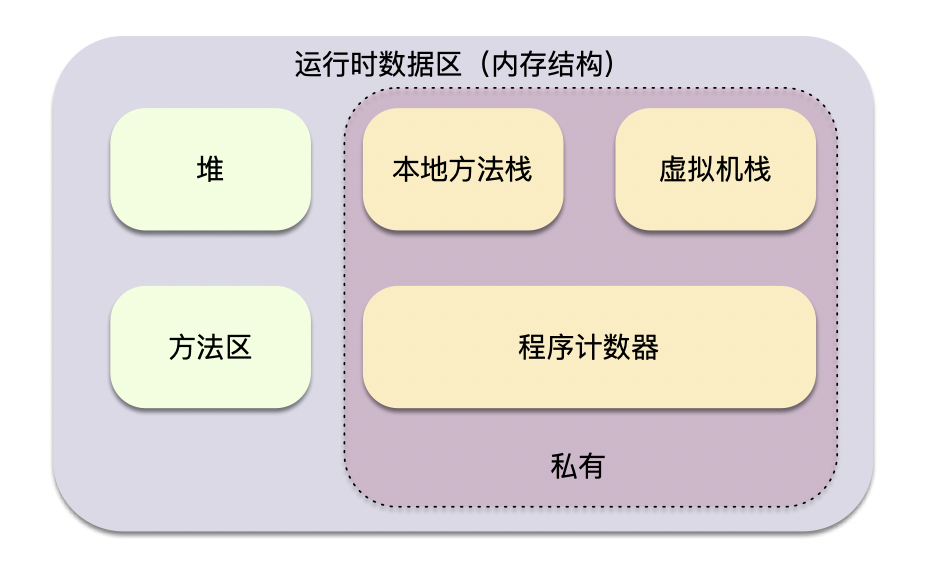 运行时数据区（内存结构）
堆
本地方法栈
虚拟机栈
方法区
程序计数器
私有